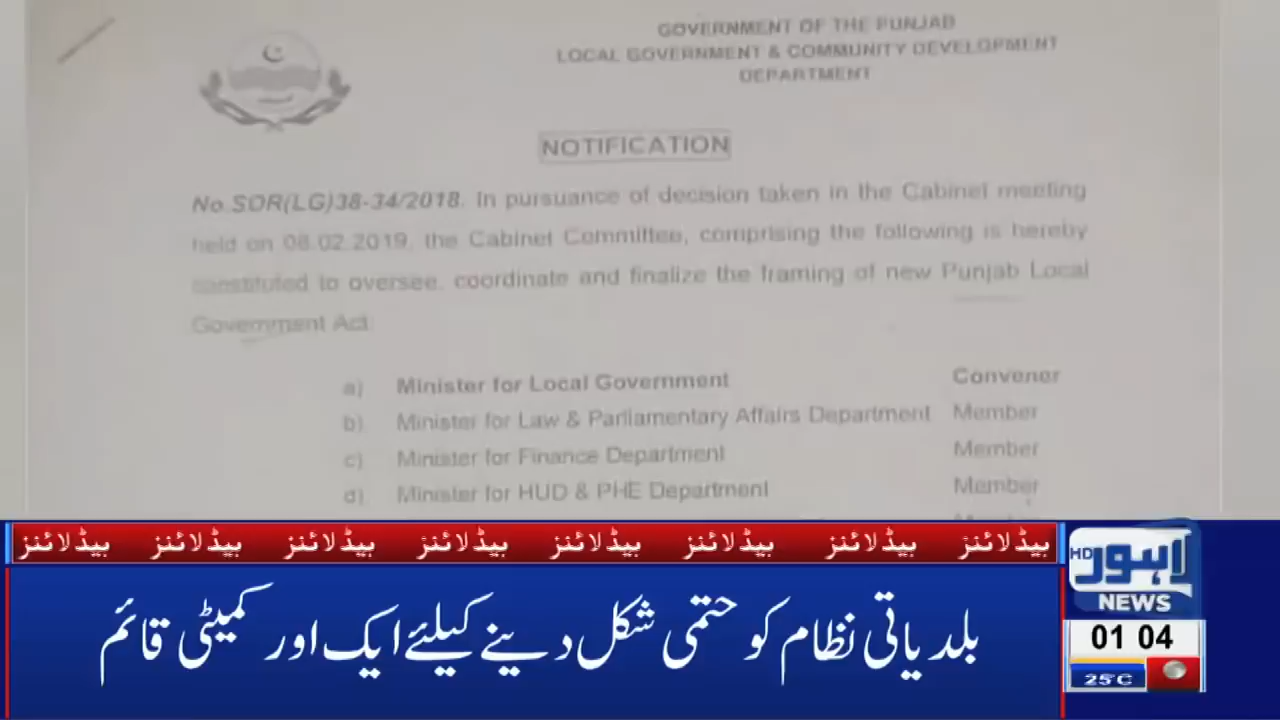 GOVERNMENT OF THE PUNJAB
LOCAL GOVERNMENT & COMMUNITY DEVELOPMENT
DEPARTMENT
NOTIFICATION
No.SOR(LG)38-34/2018. In pursuance of decision taken in the Cabinet meeting
held on 08.02.2019, the Cabinet Committee, comprising the following is hereby
constituted to oversee, coordinate and finalize the framing of new Punjab Local
Government Act:
a) Minister for Local Government Convener
b) Minister for Law & Parliamentary Affairs Department Member
c) Minister for Finance Department Member
d) Minister for HUD & PHE Department Member
ہیڈلائنز ہیڈلائنز ہیڈلائنز ہیڈلائنز ہیڈلائنز ہیڈلائنز ہیڈلائنز ہیڈلائنز
بلدیاتی نظام کو حتمی شکل دینے کیلئے ایک اور کمیٹی قائم
HD لاہور
NEWS
01 04
25°C